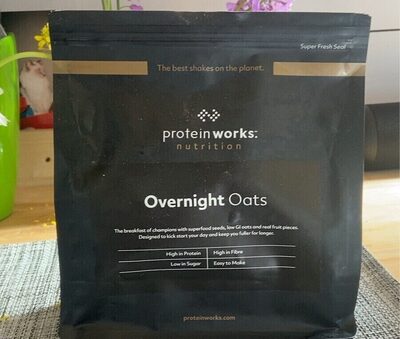 Super Fresh Seal
The best shakes on the planet.
protein works:
nutrition
Overnight Oats
The breakfast of champions with superfood seeds, low GI oats and real fruit pieces.
Designed to kick start your day and keep you fuller for longer.
High in Protein High in Fibre
Low in Sugar Easy to Make
proteinworks.com